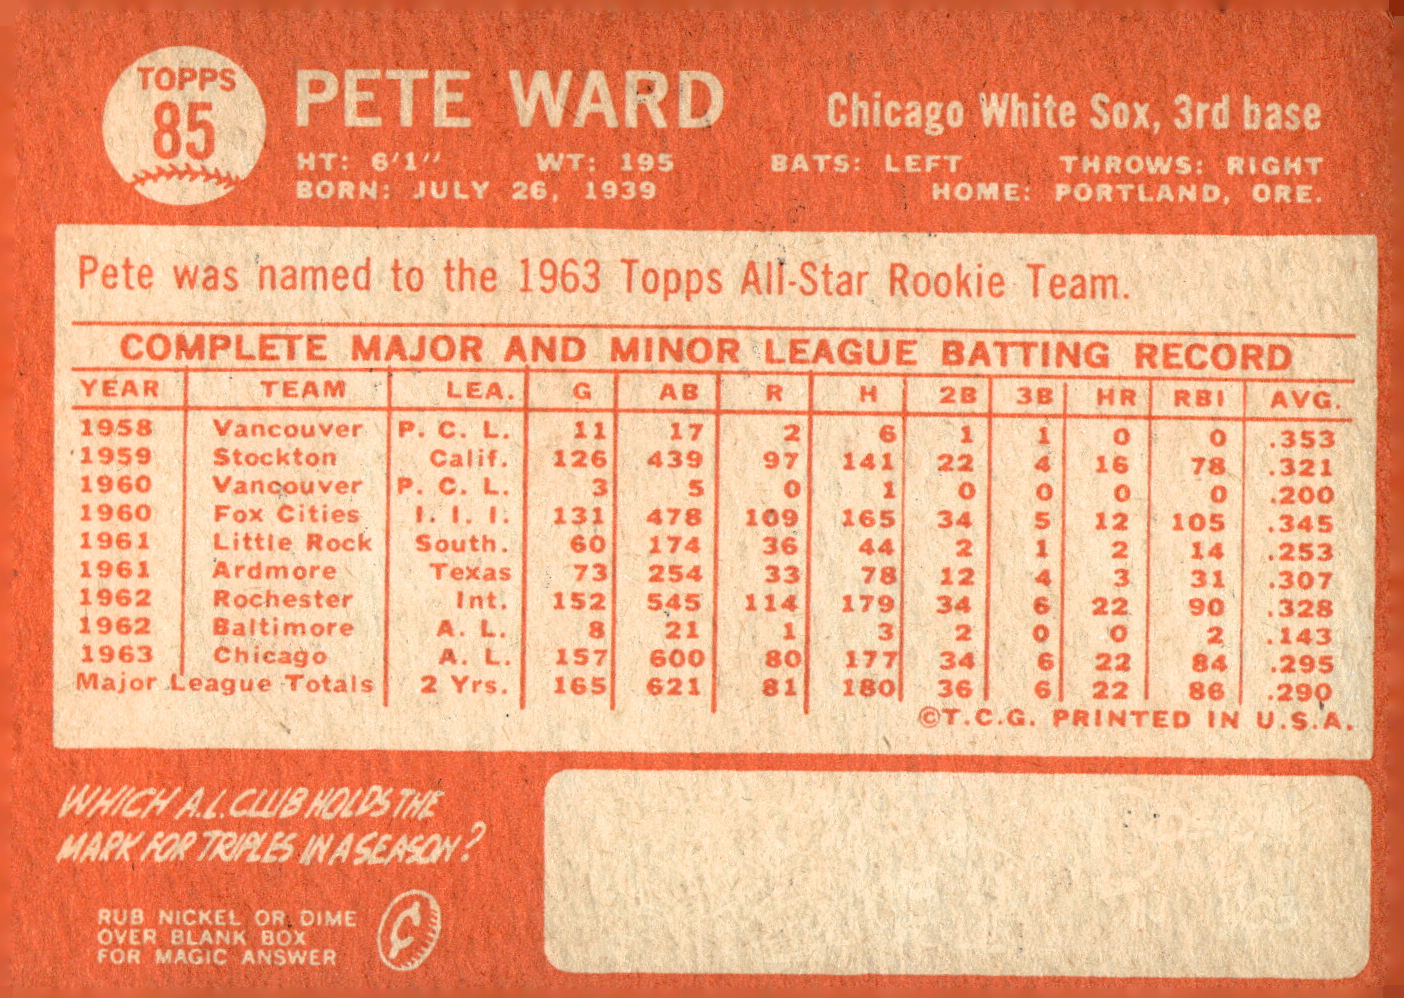 TOPPS
85
PETE WARD
Chicago White Sox, 3rd base
HT: 6'1" WT: 195 BATS: LEFT THROWS: RIGHT
BORN: JULY 26, 1939 HOME: PORTLAND, ORE.
Pete was named to the 1963 Topps All-Star Rookie Team.
COMPLETE MAJOR AND MINOR LEAGUE BATTING RECORD
YEAR TEAM LEA. G AB R H 2B 3B HR RBI AVG.
1958 Vancouver P. C. L. 11 17 2 6 1 1 0 0 .353
1959 Stockton Calif. 126 439 97 141 22 4 16 78 .321
1960 Vancouver P. C. L. 3 5 0 1 0 0 0 0 .200
1960 Fox Cities I. I. I. 131 478 109 165 34 5 12 105 .345
1961 Little Rock South. 60 174 36 44 2 1 2 14 .253
1961 Ardmore Texas 73 254 33 78 12 4 3 31 .307
1962 Rochester Int. 152 545 114 179 34 6 22 90 .328
1962 Baltimore A. L. 8 21 1 3 2 0 0 2 .143
1963 Chicago A. L. 157 600 80 177 34 6 22 84 .295
Major League Totals 2 Yrs. 165 621 81 180 36 6 22 86 .290
©T.C.G. PRINTED IN U.S.A.
WHICH A.L. CLUB HOLDS THE
MARK FOR TRIPLES IN A SEASON?
RUB NICKEL OR DIME
OVER BLANK BOX
FOR MAGIC ANSWER